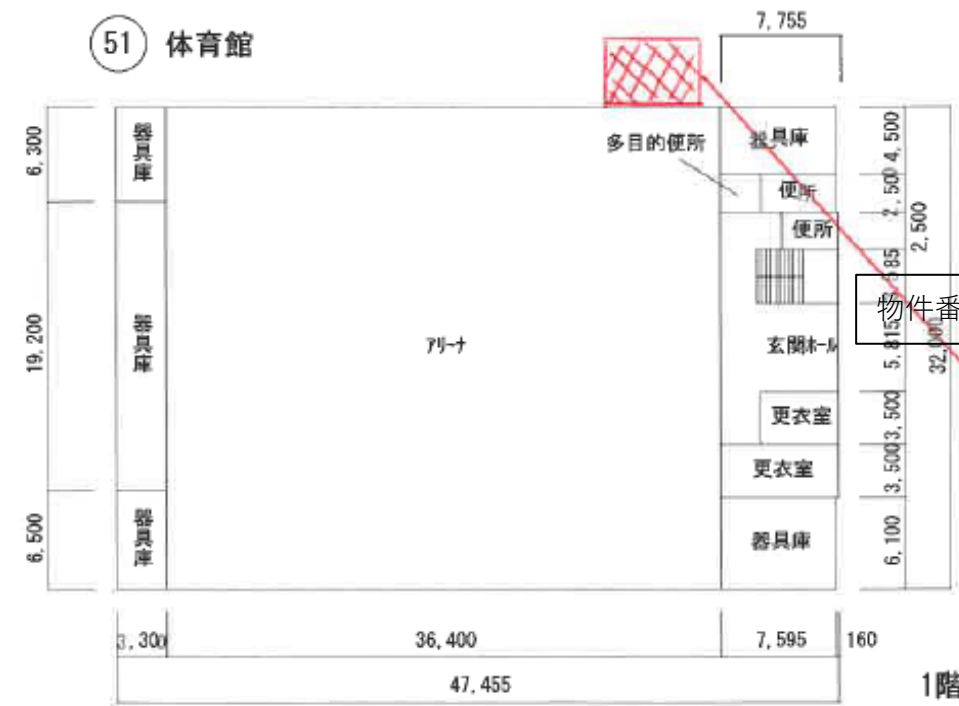 51 体育館
7,755
器具庫
多目的便所
器具庫
便所
便所
6,300
19,200
6,500
器具庫
アリーナ
玄関ホール
物件番
更衣室
更衣室
器具庫
器具庫
4,500
2,500
2,500
5,815
32,000
3,500
3,500
6,100
3,300
36,400
7,595
160
47,455
1階